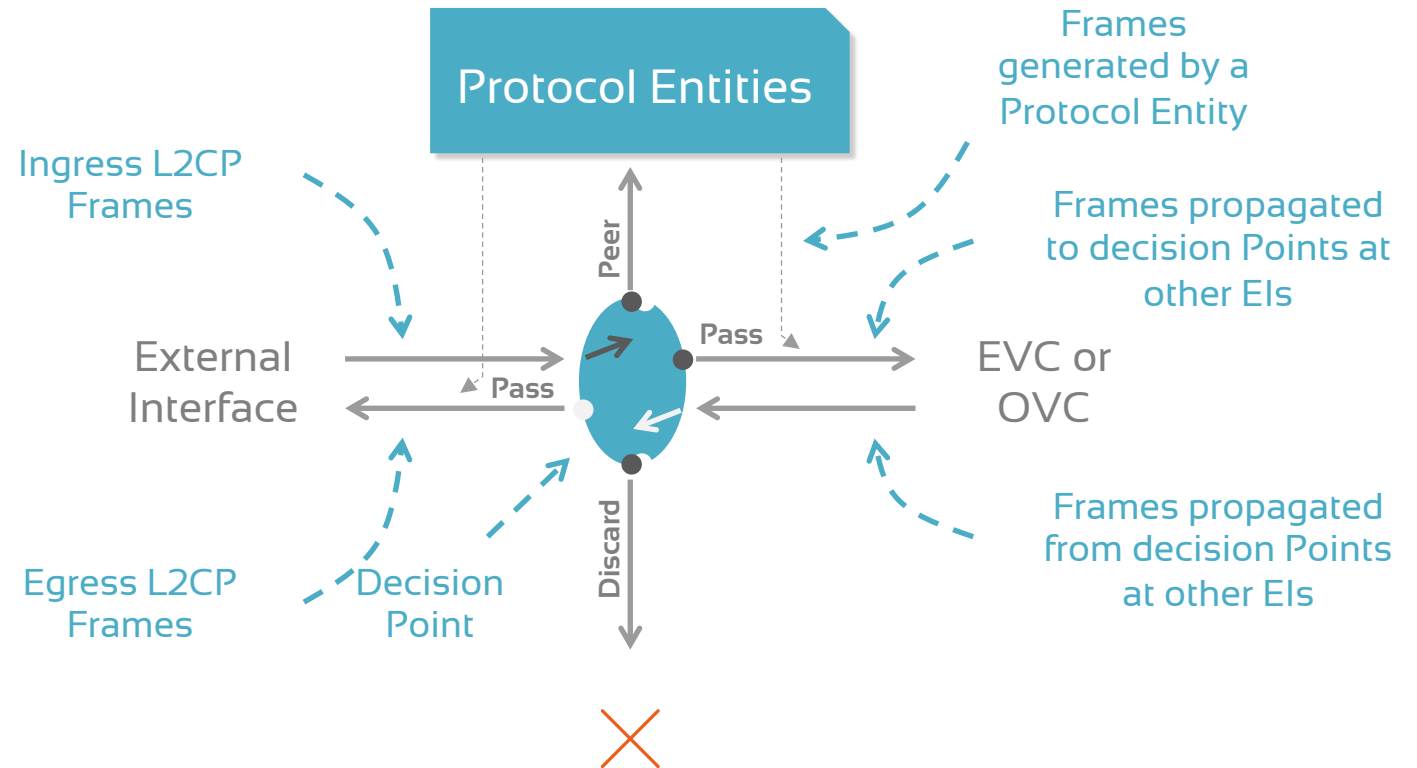 Protocol Entities
Frames
generated by a
Protocol Entity
Ingress L2CP
Frames
Peer
Frames propagated
to decision Points at
other EIs
External
Interface
Pass
Pass
EVC or
OVC
Egress L2CP
Frames
Decision
Point
Discard
Frames propagated
from decision Points
at other EIs